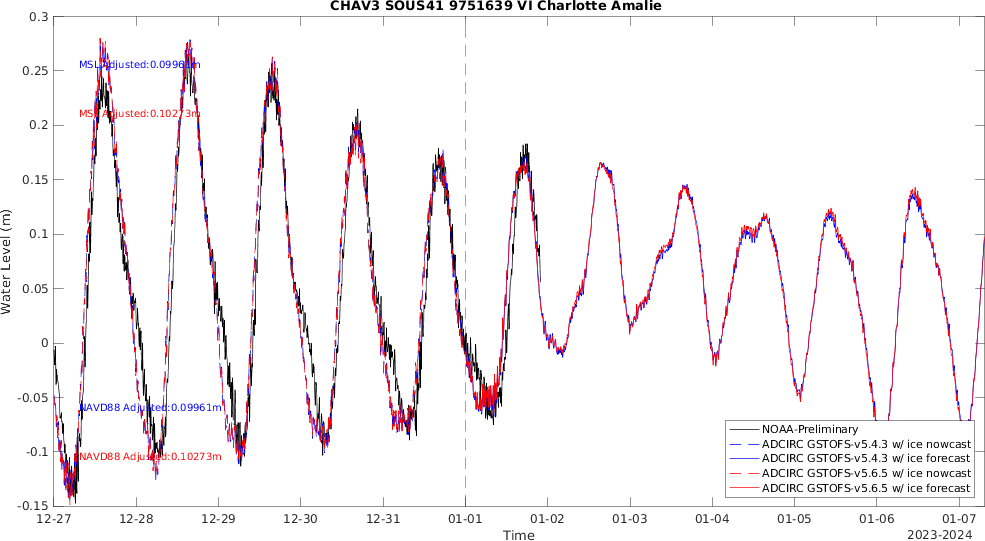 CHAV3 SOUS41 9751639 VI Charlotte Amalie
0.3
0.25
0.2
0.15
0.1
0.05
0
-0.05
-0.1
-0.15
Water Level (m)
MSL Adjusted:0.09961m
MSL Adjusted:0.10273m
NAVD88 Adjusted:0.09961m
NAVD88 Adjusted:0.10273m
NOAA-Preliminary
ADCIRC GSTOFS-v5.4.3 w/ ice nowcast
ADCIRC GSTOFS-v5.4.3 w/ ice forecast
ADCIRC GSTOFS-v5.6.5 w/ ice nowcast
ADCIRC GSTOFS-v5.6.5 w/ ice forecast
12-27 12-28 12-29 12-30 12-31 01-01 01-02 01-03 01-04 01-05 01-06 01-07
Time
2023-2024